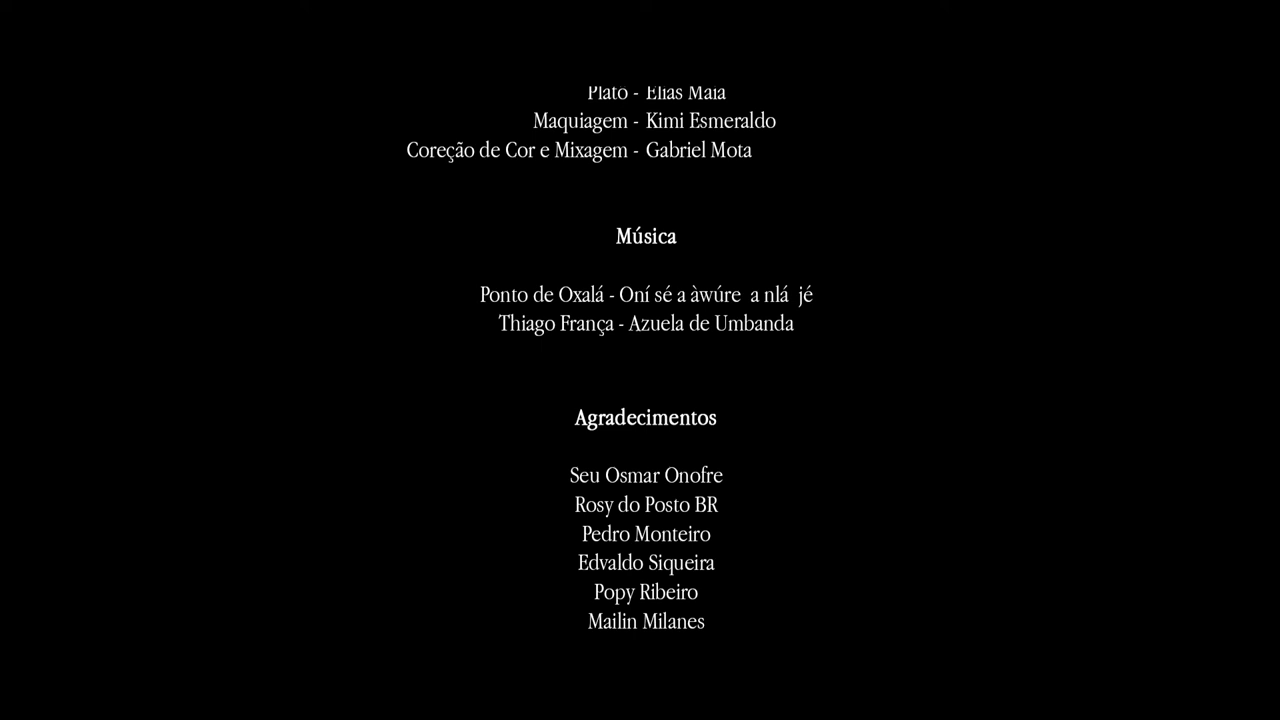 Plato - Elias Maia
Maquiagem - Kimi Esmeraldo
Coreção de Cor e Mixagem - Gabriel Mota
Música
Ponto de Oxalá - Oní sé a àwúre a nlá jé
Thiago França - Azuela de Umbanda
Agradecimentos
Seu Osmar Onofre
Rosy do Posto BR
Pedro Monteiro
Edvaldo Siqueira
Popy Ribeiro
Mailin Milanes